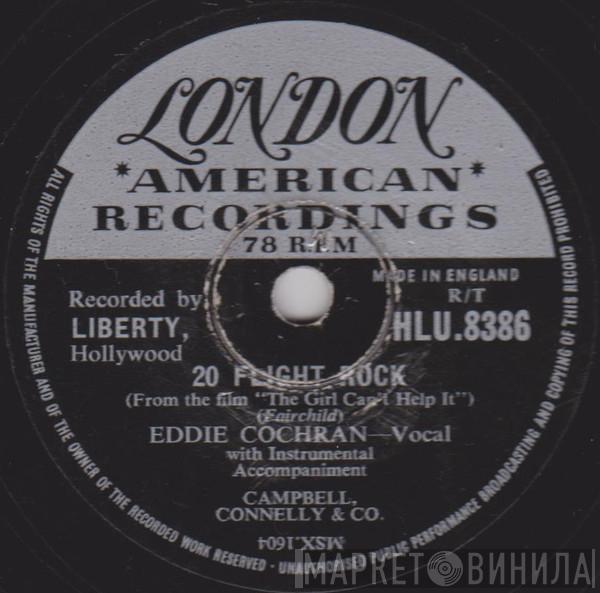 LONDON
*AMERICAN*
RECORDINGS
78 R.P.M
MADE IN ENGLAND
R/T
Recorded by
LIBERTY,
Hollywood
HLU.8386
20 FLIGHT ROCK
(From the film "The Girl Can't Help It")
(Fairchild)
EDDIE COCHRAN—Vocal
with Instrumental
Accompaniment
CAMPBELL,
CONNELLY & CO.
MSX.1604
ALL RIGHTS OF THE MANUFACTURER AND OF THE OWNER OF THE RECORDED WORK RESERVED - UNAUTHORISED PUBLIC PERFORMANCE BROADCASTING AND COPYING OF THIS RECORD PROHIBITED
МАРКЕТ ВИНИЛА